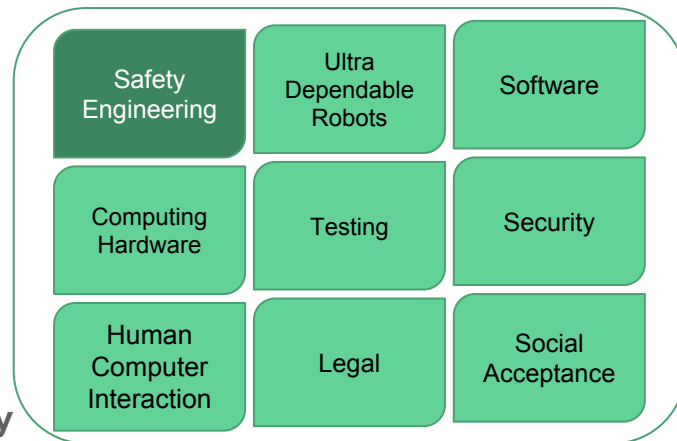 Safety
Engineering
Ultra
Dependable
Robots
Software
Computing
Hardware
Testing
Security
Human
Computer
Interaction
Legal
Social
Acceptance
y